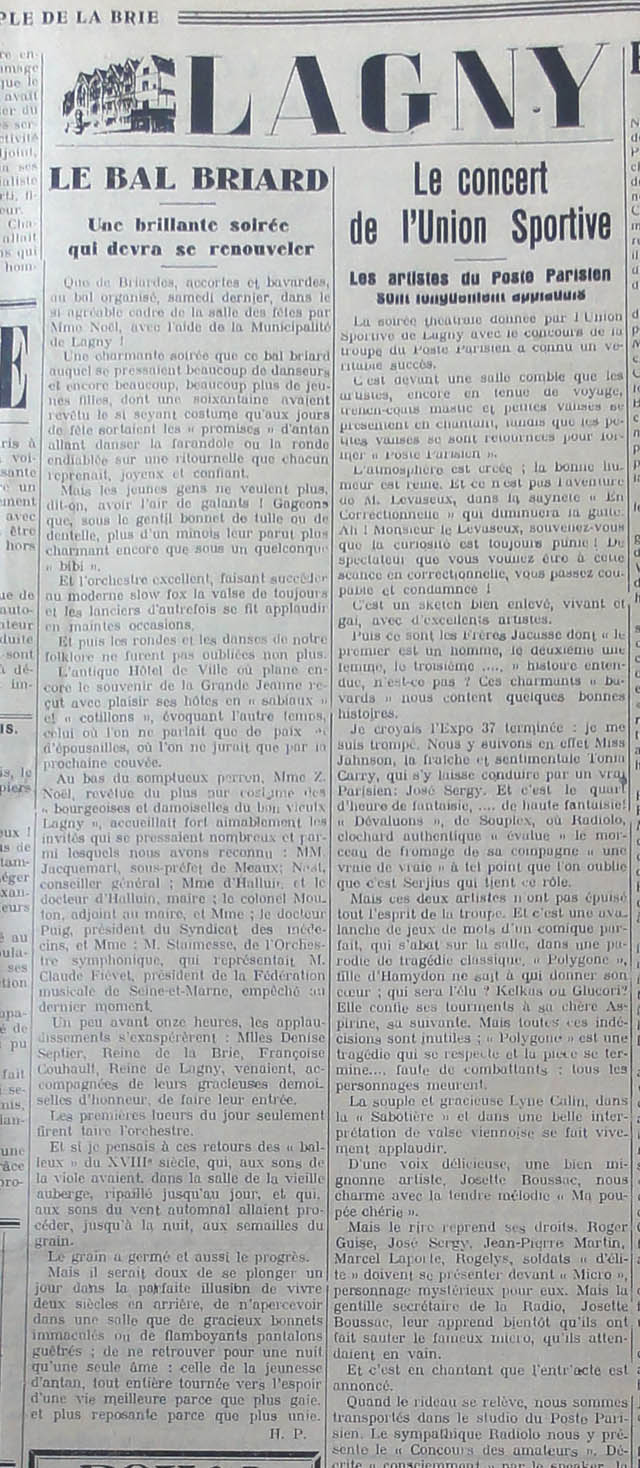 PLE DE LA BRIE
LAGNY
LE BAL BRIARD
Une brillante soirée
qui devra se renouveler
Que de Briardes, accortes et bavardes,
au bal organisé, samedi dernier, dans le
si agréable cadre de la salle des fêtes par
Mme Noël, avec l'aide de la Municipalité
de Lagny !
Une charmante soirée que ce bal briard
auquel se pressaient beaucoup de danseurs
et encore beaucoup, beaucoup plus de jeu-
nes filles, dont une soixantaine avaient
revêtu le si seyant costume qu'aux jours
de fête sortaient les « promises » d'antan
allant danser la farandole ou la ronde
endiablée sur une ritournelle que chacun
reprenait, joyeux et confiant.
Mais les jeunes gens ne veulent plus,
dit-on, avoir l'air de galants ! Gageons
que, sous le gentil bonnet de tulle ou de
dentelle, plus d'un minois leur parut plus
charmant encore que sous un quelconque
« bibi ».
Et l'orchestre excellent, faisant succéder
au moderne slow fox la valse de toujours
et les lanciers d'autrefois se fit applaudir
en maintes occasions.
Et puis les rondes et les danses de notre
folklore ne furent pas oubliées non plus.
L'antique Hôtel de Ville où plane en-
core le souvenir de la Grande Jeanne re-
çut avec plaisir ses hôtes en « sabiaux »
et « cotillons », évoquant l'autre temps,
celui où l'on ne parlait que de paix et
d'épousailles, où l'on ne jurait que par la
prochaine couvée.
Au bas du somptueux perron, Mme Z.
Noël, revêtue du plus pur costume des
« bourgeoises et damoiselles du bon vieulx
Lagny », accueillait fort aimablement les
invités qui se pressaient nombreux et par-
mi lesquels nous avons reconnu : MM.
Jacquemart, sous-préfet de Meaux; Noël,
conseiller général ; Mme d'Halluin, et le
docteur d'Halluin, maire ; le colonel Mou-
ton, adjoint au maire, et Mme ; le docteur
Puig, président du Syndicat des méde-
cins, et Mme ; M. Staimesse, de l'Orches-
tre symphonique, qui représentait M.
Claude Fiévet, président de la Fédération
musicale de Seine-et-Marne, empêché au
dernier moment.
Un peu avant onze heures, les applau-
dissements s'exaspérèrent : Mlles Denise
Septier, Reine de la Brie, Françoise
Couhault, Reine de Lagny, venaient, ac-
compagnées de leurs gracieuses demoi-
selles d'honneur, de faire leur entrée.
Les premières lueurs du jour seulement
firent taire l'orchestre.
Et si je pensais à ces retours des « bal-
leux » du XVIIIe siècle, qui, aux sons de
la viole avaient, dans la salle de la vieille
auberge, ripaillé jusqu'au jour, et qui,
aux sons du vent automnal allaient pro-
céder, jusqu'à la nuit, aux semailles du
grain.
Le grain a germé et aussi le progrès.
Mais il serait doux de se plonger un
jour dans la parfaite illusion de vivre
deux siècles en arrière, de n'apercevoir
dans une salle que de gracieux bonnets
immaculés ou de flamboyants pantalons
guêtrés ; de ne retrouver pour une nuit
qu'une seule âme : celle de la jeunesse
d'antan, tout entière tournée vers l'espoir
d'une vie meilleure parce que plus gaie,
et plus reposante parce que plus unie.
H. P.
Le concert
de l'Union Sportive
Les artistes du Poste Parisien
sont longuement applaudis
La soirée théâtrale donnée par l'Union
Sportive de Lagny avec le concours de la
troupe du Poste Parisien a connu un vé-
ritable succès.
C'est devant une salle comble que les
artistes, encore en tenue de voyage,
trench-coats mastic et petites valises se
présentent en chantant, tandis que les pe-
tites valises se sont retournées pour for-
mer « Poste Parisien ».
L'atmosphère est créée ; la bonne hu-
meur est reine. Et ce n'est pas l'aventure
de M. Levaseux, dans la saynète « En
Correctionnelle » qui diminuera la gaîté.
Ah ! Monsieur le Levaseux, souvenez-vous
que la curiosité est toujours punie ! De
spectateur que vous vouliez être à cette
séance en correctionnelle, vous passez cou-
pable et condamné !
C'est un sketch bien enlevé, vivant et
gai, avec d'excellents artistes.
Puis ce sont les Frères Jacasse dont « le
premier est un homme, le deuxième une
femme, le troisième ...., » histoire enten-
due, n'est-ce pas ? Ces charmants « ba-
vards » nous content quelques bonnes
histoires.
Je croyais l'Expo 37 terminée : je me
suis trompé. Nous y suivons en effet Miss
Jahnson, la fraîche et sentimentale Tonia
Carry, qui s'y laisse conduire par un vrai
Parisien: José Sergy. Et c'est le quart
d'heure de fantaisie, .... de haute fantaisie!
« Dévaluons », de Souplex, où Radiolo,
clochard authentique « évalue » le mor-
ceau de fromage de sa compagne « une
vraie de vraie » à tel point que l'on oublie
que c'est Serjius qui tient ce rôle.
Mais ces deux artistes n'ont pas épuisé
tout l'esprit de la troupe. Et c'est une ava-
lanche de jeux de mots d'un comique par-
fait, qui s'abat sur la salle, dans une pa-
rodie de tragédie classique. « Polygone »,
fille d'Hamydon ne sait à qui donner son
cœur ; qui sera l'élu ? Kelkus ou Glucori?
Elle confie ses tourments à sa chère As-
pirine, sa suivante. Mais toutes ces indé-
cisions sont inutiles ; « Polygone » est une
tragédie qui se respecte et la pièce se ter-
mine.... faute de combattants : tous les
personnages meurent.
La souple et gracieuse Lyne Calin, dans
la « Sabotière » et dans une belle inter-
prétation de valse viennoise se fait vive-
ment applaudir.
D'une voix délicieuse, une bien mi-
gnonne artiste, Josette Boussac, nous
charme avec la tendre mélodie « Ma pou-
pée chérie ».
Mais le rire reprend ses droits. Roger
Guise, José Sergy, Jean-Pierre Martin,
Marcel Laporte, Rogelys, soldats « d'éli-
te » doivent se présenter devant « Micro »,
personnage mystérieux pour eux. Mais la
gentille secrétaire de la Radio, Josette
Boussac, leur apprend bientôt qu'ils ont
fait sauter le fameux micro, qu'ils atten-
daient en vain.
Et c'est en chantant que l'entr'acte est
annoncé.
Quand le rideau se relève, nous sommes
transportés dans le studio du Poste Pari-
sien. Le sympathique Radiolo nous y pré-
sente le « Concours des amateurs ». Dé-